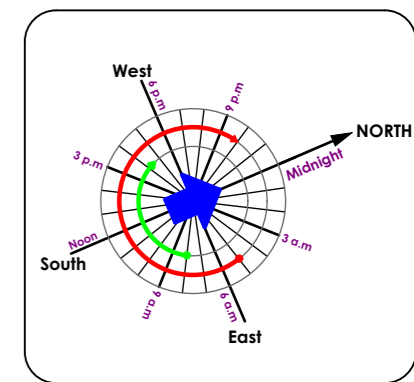 West
6 p.m
9 p.m
NORTH
Midnight
3 p.m
3 a.m
Noon
South
9 a.m
6 a.m
East